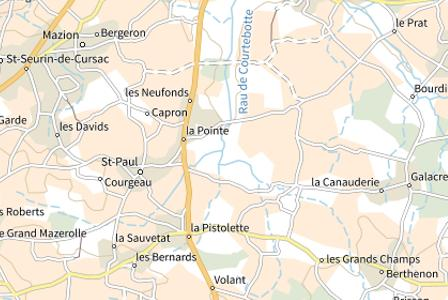 le Prat
Mazion
Bergeron
St-Seurin-de-Cursac
Rau de Courtebotte
les Neufonds
Bourdi
Capron
Garde
les Davids
la Pointe
St-Paul
Courgeau
la Canauderie
Galacre
s Roberts
e Grand Mazerolle
la Sauvetat
la Pistolette
les Bernards
les Grands Champs
Berthenon
Volant